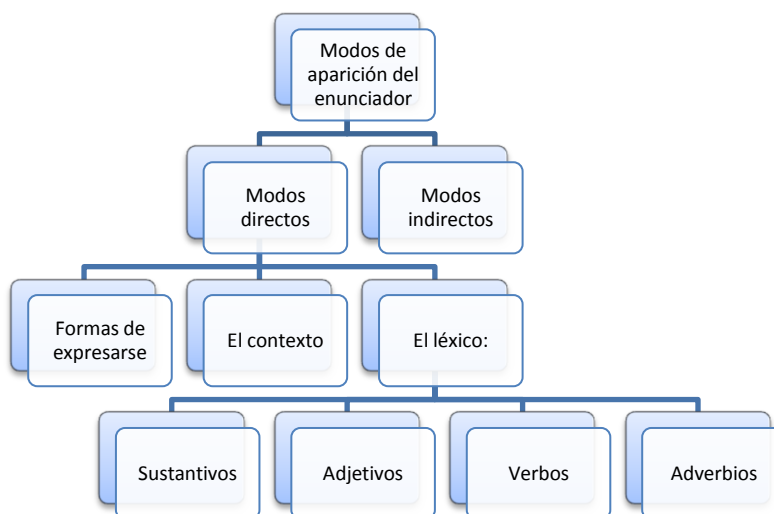 Modos de
aparición del
enunciador
Modos
directos
Modos
indirectos
Formas de
expresarse
El contexto
El léxico:
Sustantivos
Adjetivos
Verbos
Adverbios